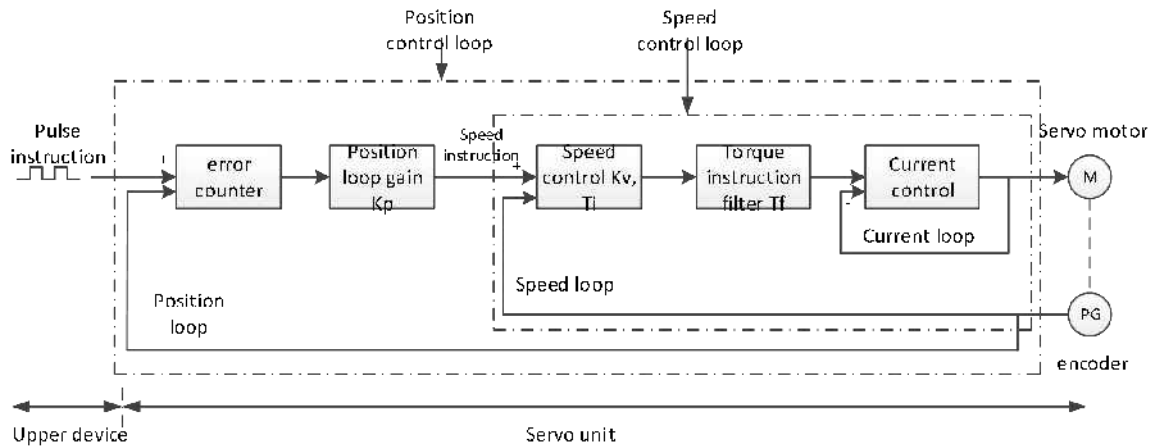 Position
control loop
Speed
control loop
Pulse
instruction
error
counter
Position
loop gain
Kp
Speed
instruction
+
Speed
control Kv,
Ti
Torque
instruction
filter Tf
Current
control
-
Servo motor
M
Current loop
Speed loop
Position
loop
PG
encoder
Upper device
Servo unit